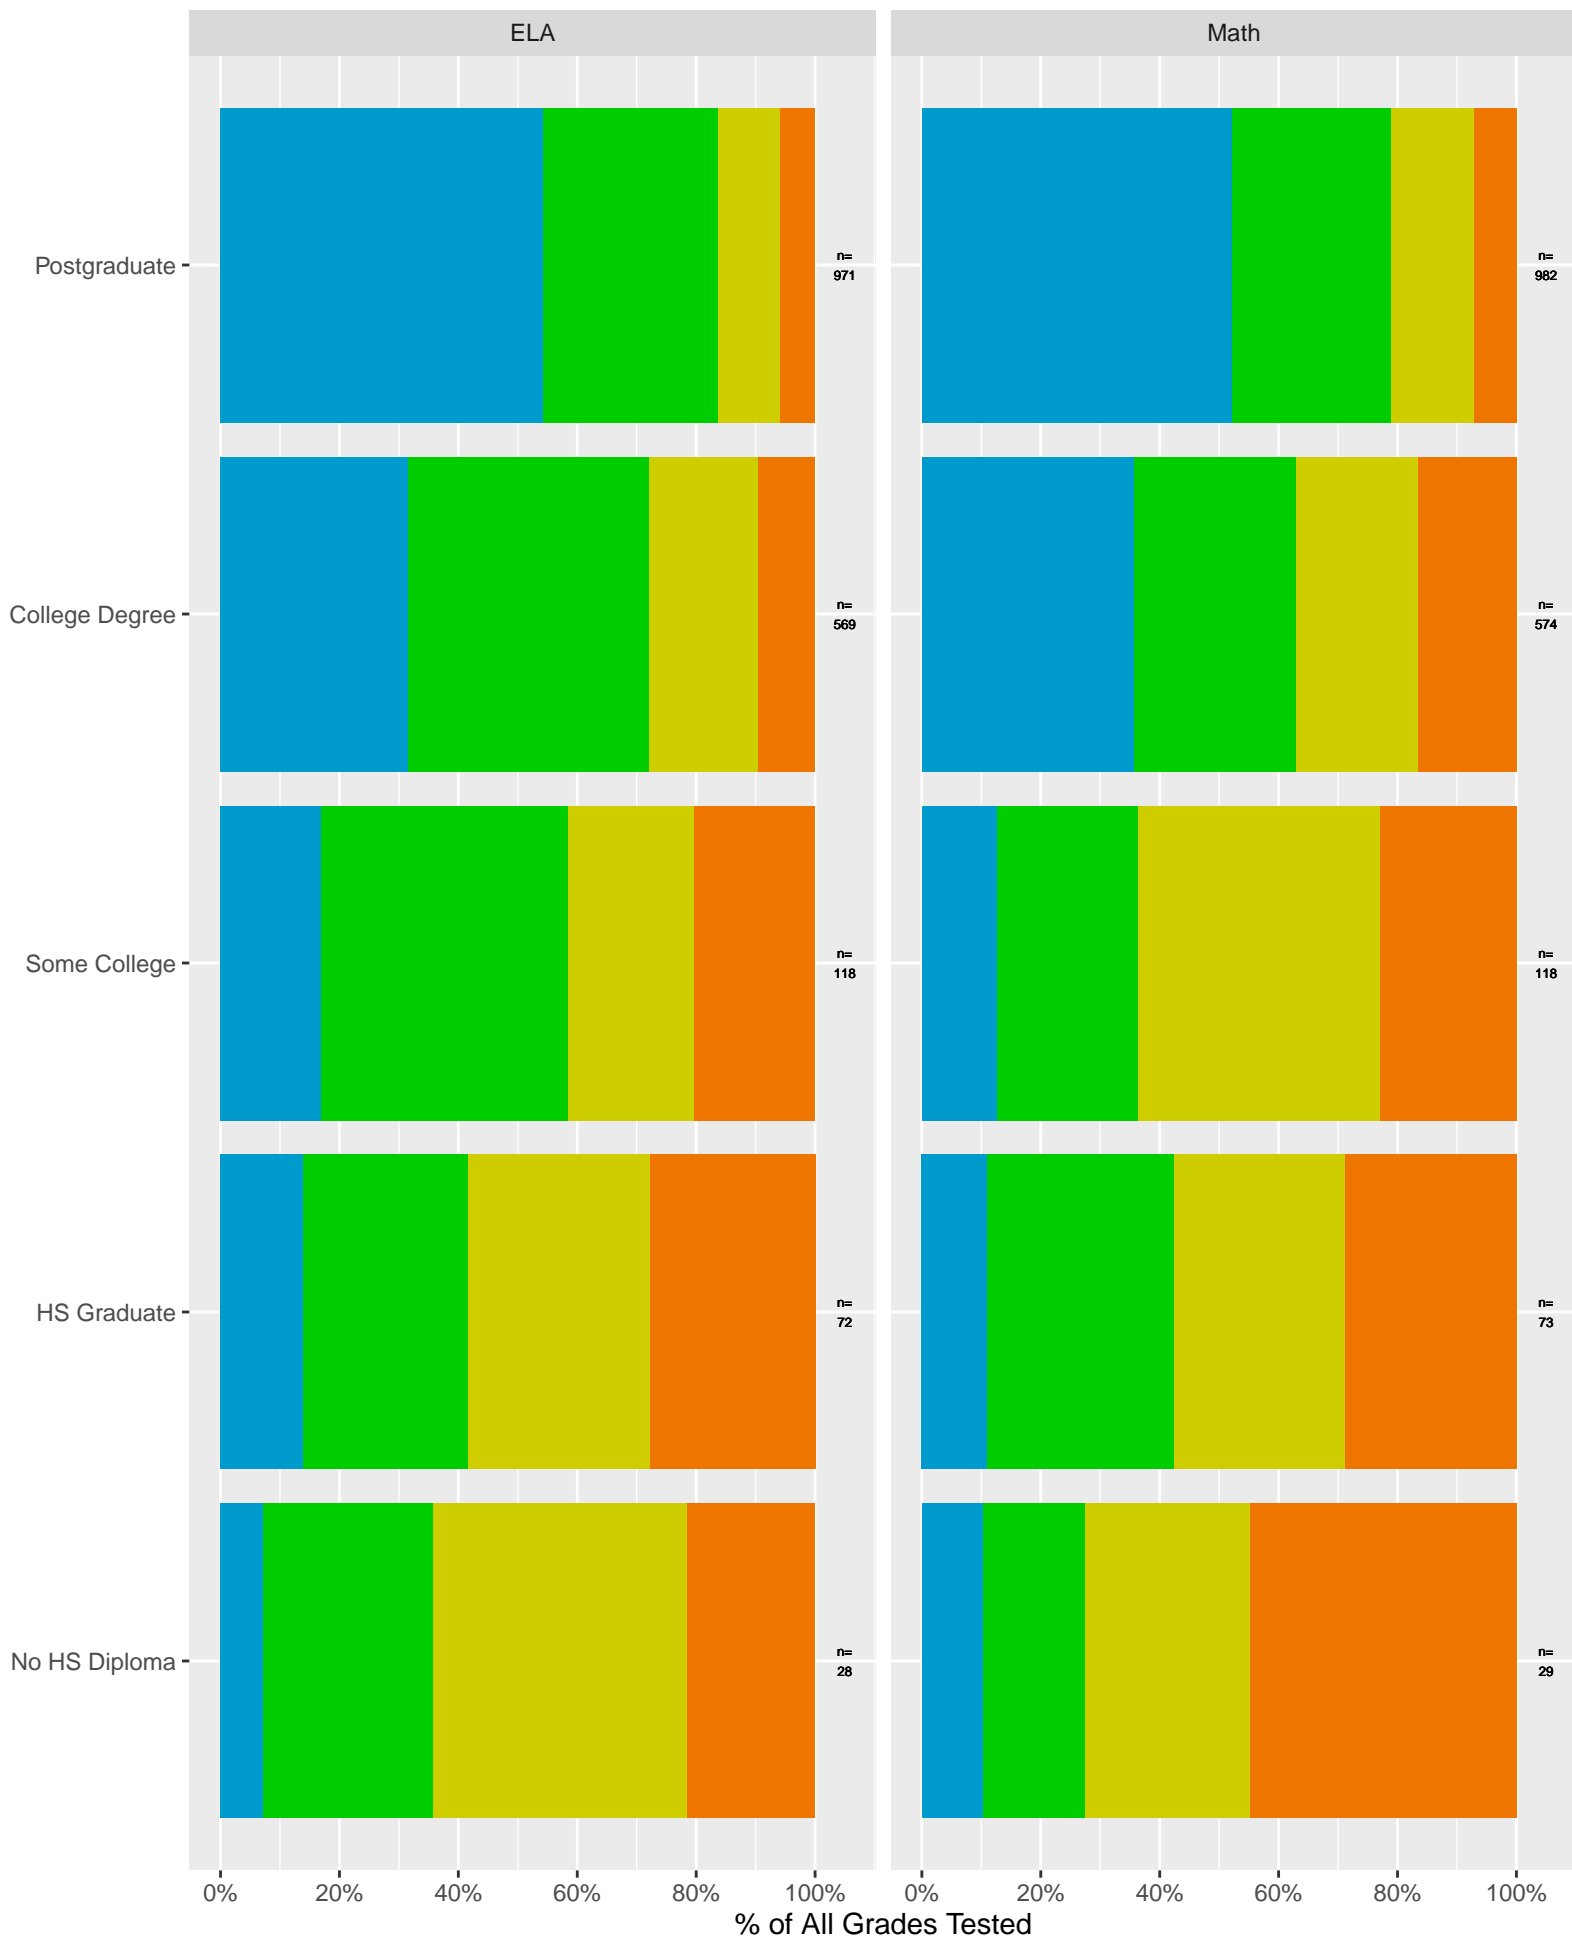 ELA
Math
Postgraduate
n=
971
n=
982
College Degree
n=
569
n=
574
Some College
n=
118
n=
118
HS Graduate
n=
72
n=
73
No HS Diploma
n=
28
n=
29
0% 20% 40% 60% 80% 100%
0% 20% 40% 60% 80% 100%
% of All Grades Tested